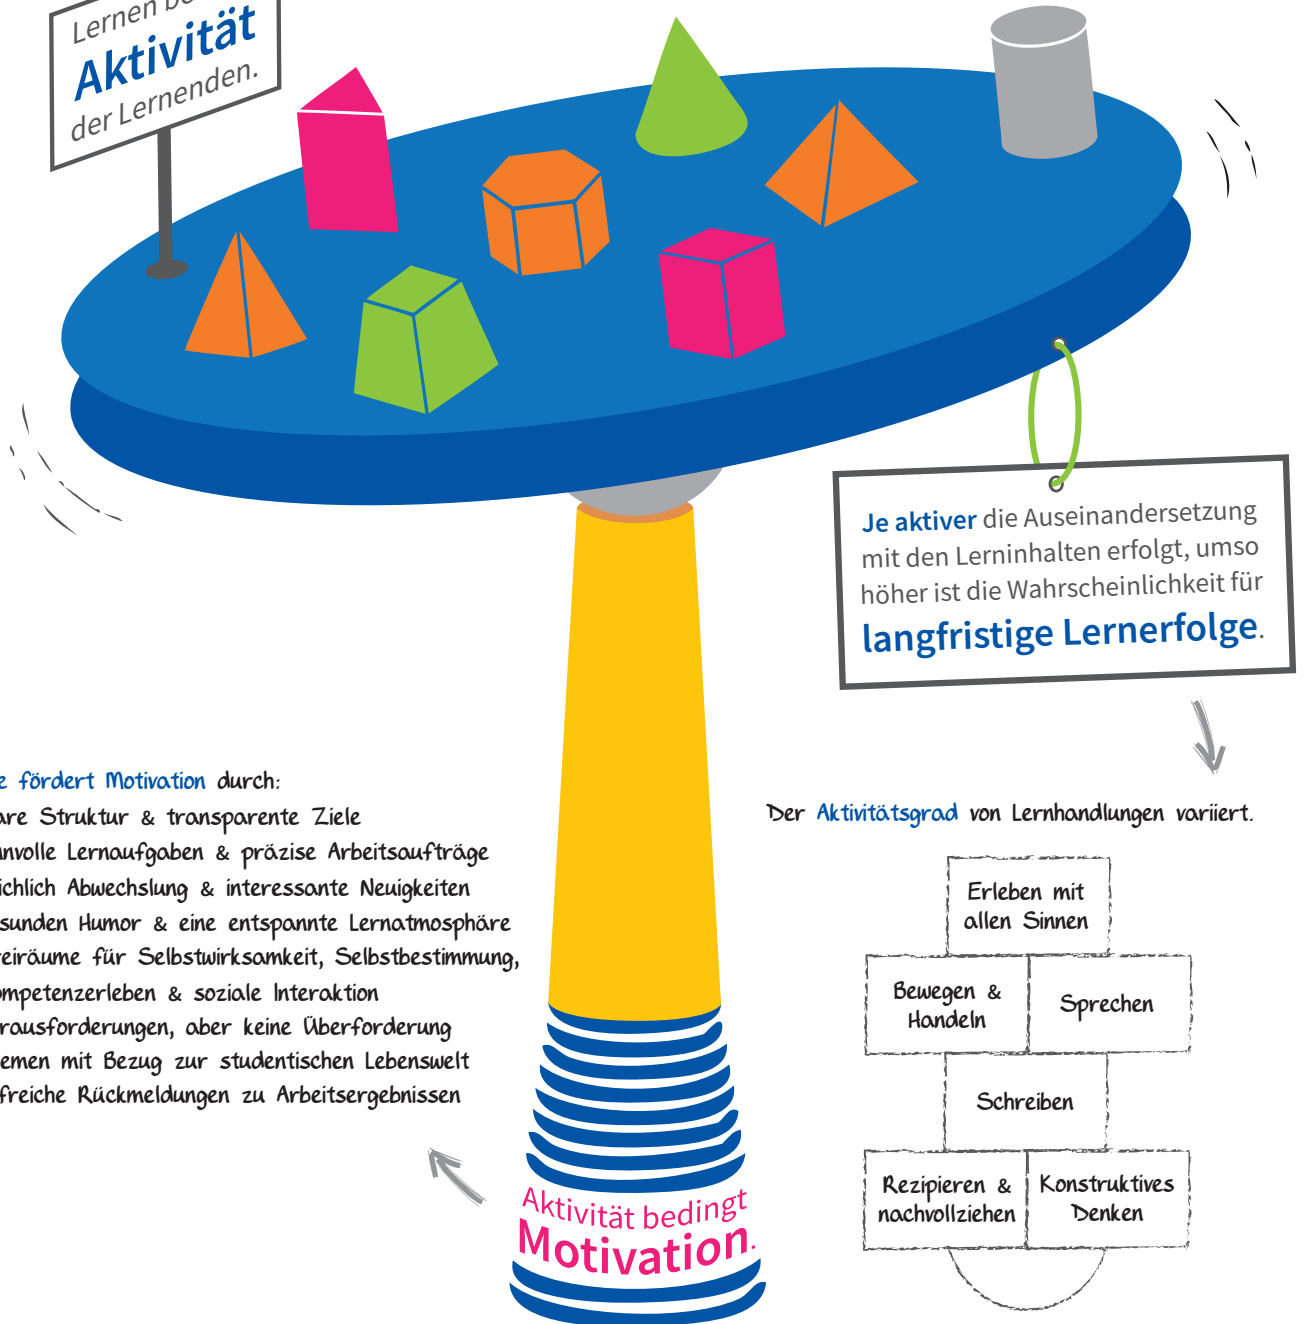 Lernen
Aktivität
der Lernenden.
Je aktiver die Auseinandersetzung
mit den Lerninhalten erfolgt, umso
höher ist die Wahrscheinlichkeit für
langfristige Lernerfolge.
fördert Motivation durch:
Struktur & transparente Ziele
Lernaufgaben & präzise Arbeitsaufträge
Abwechslung & interessante Neuigkeiten
Humor & eine entspannte Lernatmosphäre
für Selbstwirksamkeit, Selbstbestimmung,
& soziale Interaktion
aber keine Überforderung
mit Bezug zur studentischen Lebenswelt
Rückmeldungen zu Arbeitsergebnissen
Der Aktivitätsgrad von Lernhandlungen variiert.
Erleben mit
allen Sinnen
Bewegen &
Handeln
Sprechen
Schreiben
Rezipieren &
nachvollziehen
Konstruktives
Denken
Aktivität bedingt
Motivation.